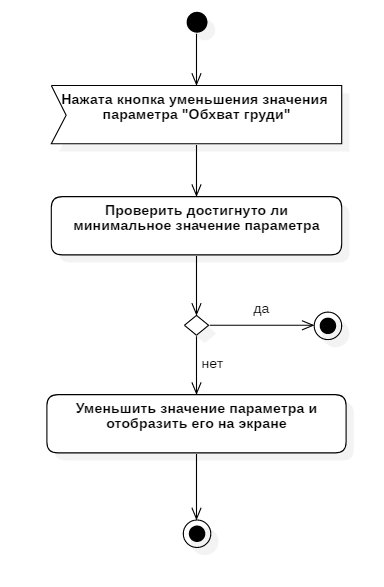 Нажата кнопка уменьшения значения
параметра "Обхват груди"
Проверить достигнуто ли
минимальное значение параметра
да
нет
Уменьшить значение параметра и
отобразить его на экране